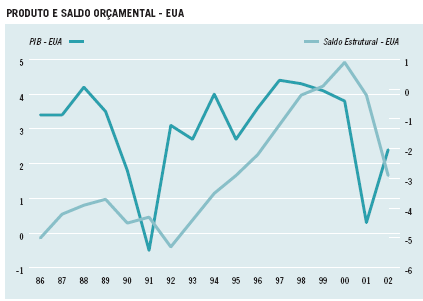 PRODUTO E SALDO ORÇAMENTAL - EUA
PIB - EUA
Saldo Estrutural - EUA
5 1
4 0
3 -1
2 -2
1 -3
0 -4
-1 -5
-6
86 87 88 89 90 91 92 93 94 95 96 97 98 99 00 01 02